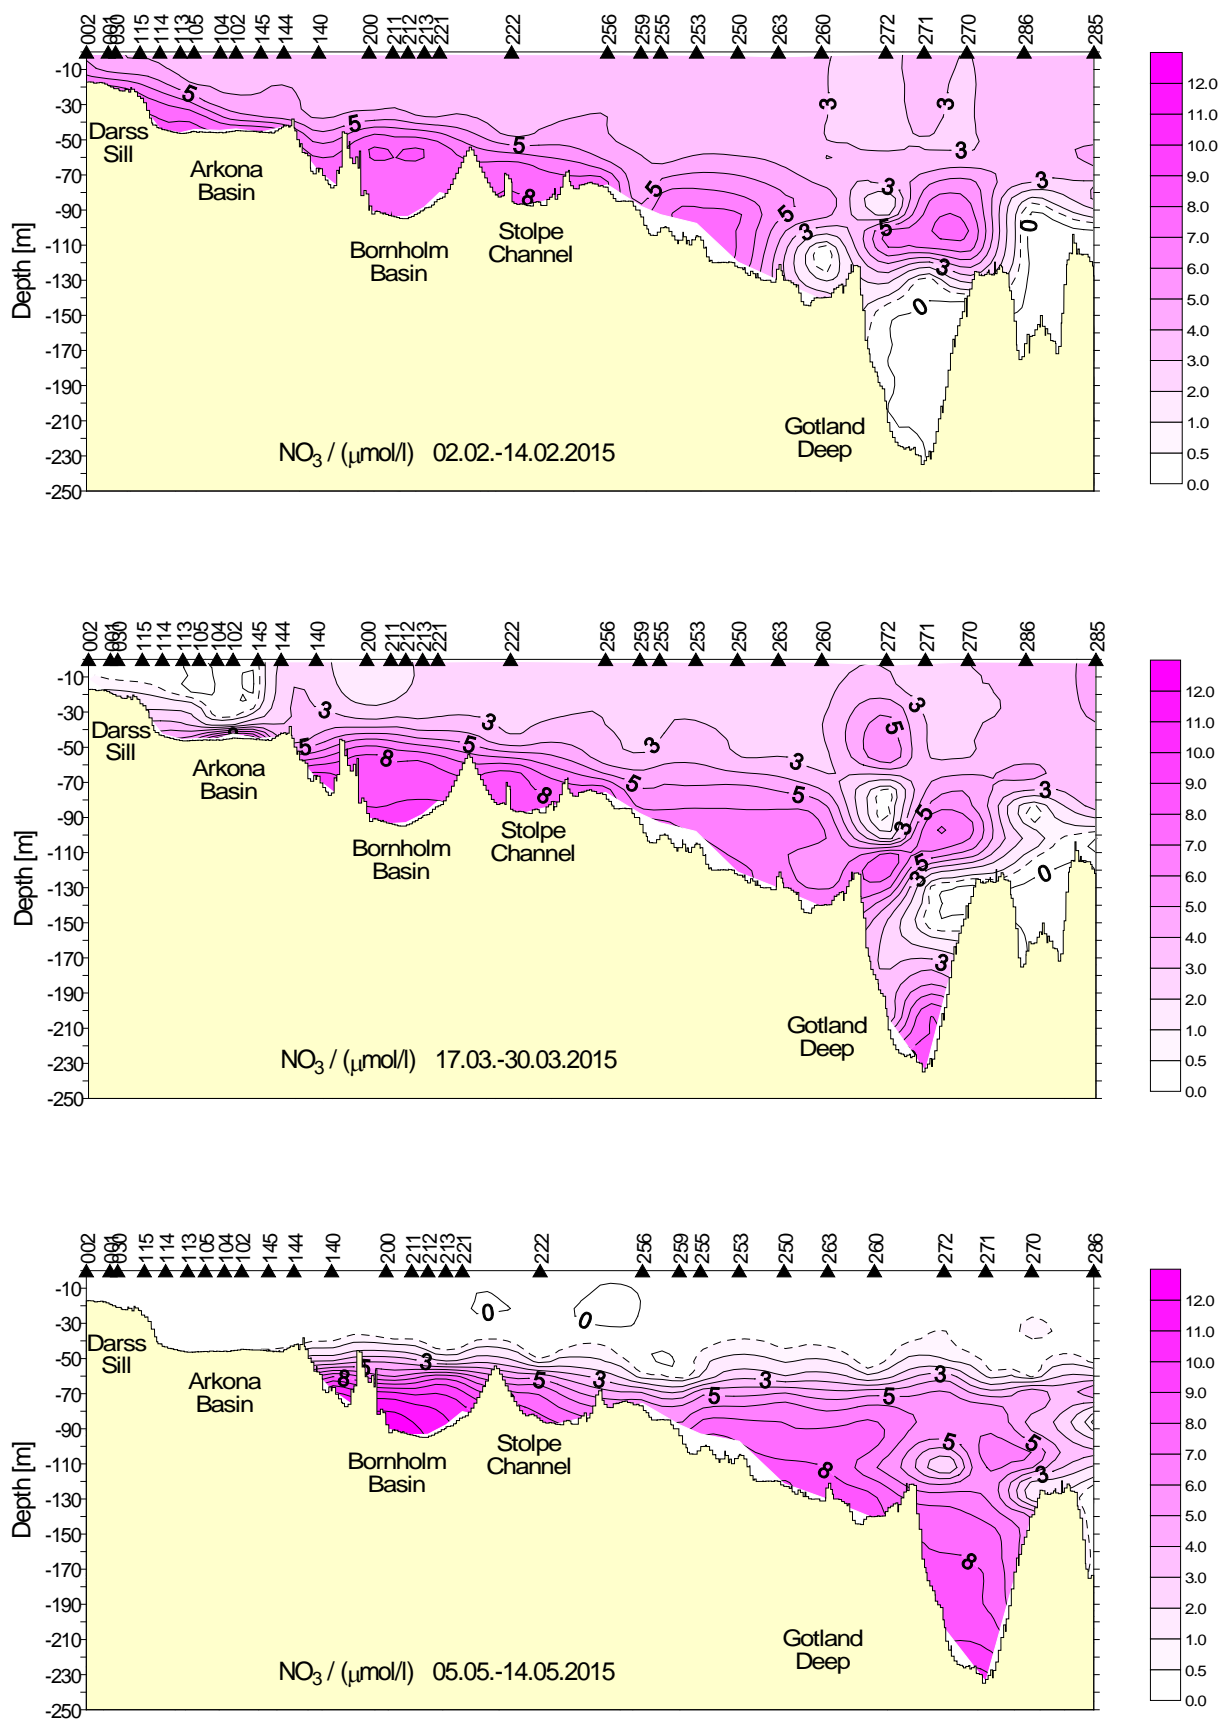 002 001 030 115 114 113 105 104 102 145 144 140 200 211 212 213 221 222 256 259 255 253 250 263 260 272 271 270 286 285
-10
-30
-50
-70
-90
-110
-130
-150
-170
-190
-210
-230
-250
Depth [m]
Darss
Sill
Arkona
Basin
Bornholm
Basin
Stolpe
Channel
Gotland
Deep
5 5 5 8 5 5 3 3 3 3 3 5 3 0 3 0
NO3 / (μmol/l) 02.02.-14.02.2015
12.0
11.0
10.0
9.0
8.0
7.0
6.0
5.0
4.0
3.0
2.0
1.0
0.5
0.0
002 001 030 115 114 113 105 104 102 145 144 140 200 211 212 213 221 222 256 259 255 253 250 263 260 272 271 270 286 285
-10
-30
-50
-70
-90
-110
-130
-150
-170
-190
-210
-230
-250
Depth [m]
Darss
Sill
Arkona
Basin
Bornholm
Basin
Stolpe
Channel
Gotland
Deep
3 5 8 3 5 8 3 5 3 5 3 5 3 5 5 3 3 3 0
NO3 / (μmol/l) 17.03.-30.03.2015
12.0
11.0
10.0
9.0
8.0
7.0
6.0
5.0
4.0
3.0
2.0
1.0
0.5
0.0
002 001 030 115 114 113 105 104 102 145 144 140 200 211 212 213 221 222 256 259 255 253 250 263 260 272 271 270 286
-10
-30
-50
-70
-90
-110
-130
-150
-170
-190
-210
-230
-250
Depth [m]
Darss
Sill
Arkona
Basin
Bornholm
Basin
Stolpe
Channel
Gotland
Deep
0 0 8 5 3 5 3 5 3 5 3 8 5 5 3 8
NO3 / (μmol/l) 05.05.-14.05.2015
12.0
11.0
10.0
9.0
8.0
7.0
6.0
5.0
4.0
3.0
2.0
1.0
0.5
0.0